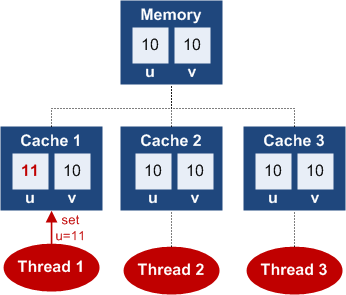 Memory
10 10
u v
Cache 1
11 10
u v
Cache 2
10 10
u v
Cache 3
10 10
u v
set
u=11
Thread 1
Thread 2
Thread 3